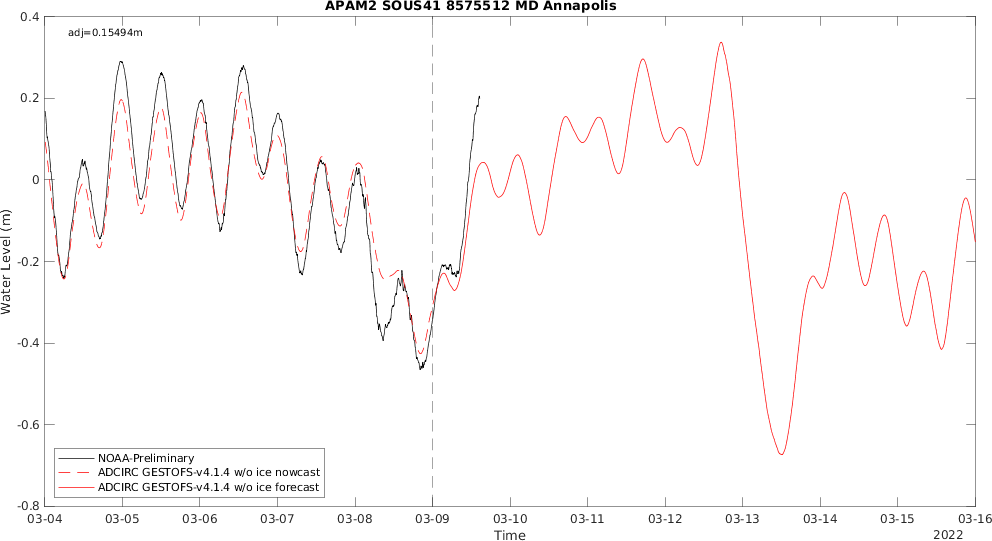 APAM2 SOUS41 8575512 MD Annapolis
adj=0.15494m
0.4
0.2
0
-0.2
-0.4
-0.6
-0.8
Water Level (m)
NOAA-Preliminary
ADCIRC GESTOFS-v4.1.4 w/o ice nowcast
ADCIRC GESTOFS-v4.1.4 w/o ice forecast
03-04 03-05 03-06 03-07 03-08 03-09 03-10 03-11 03-12 03-13 03-14 03-15 03-16
Time
2022